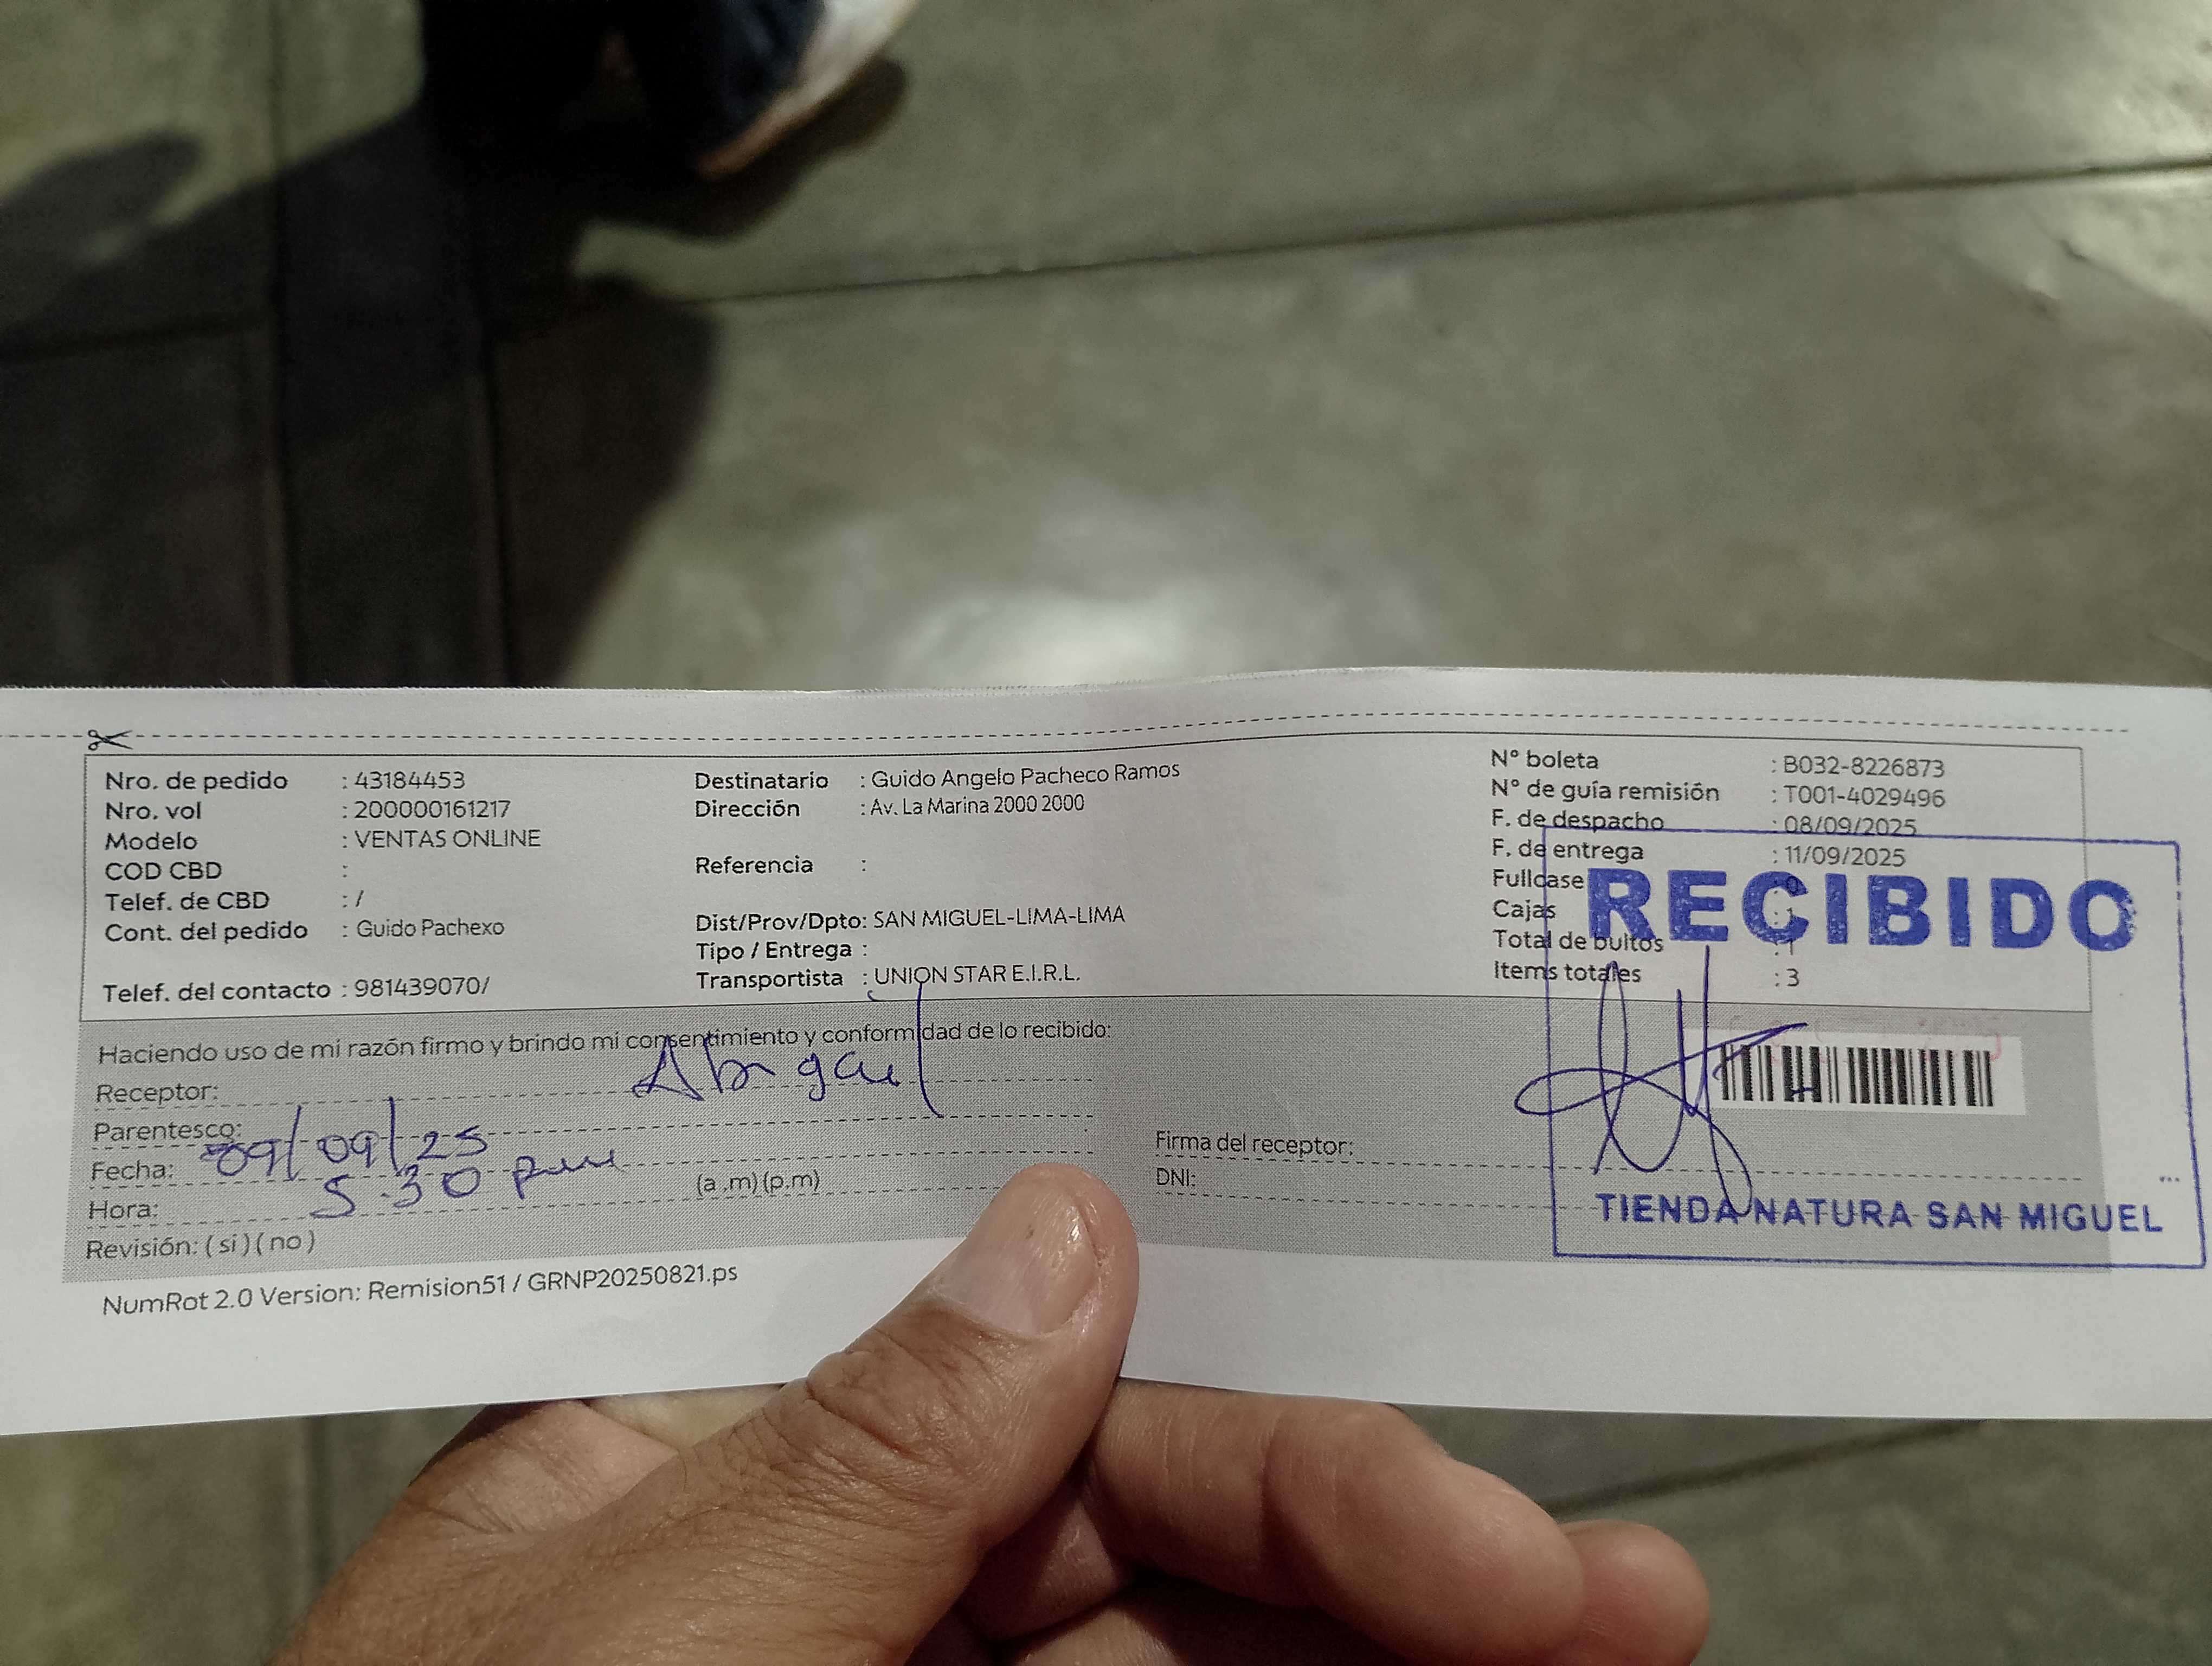 Nro. de pedido : 43184453
Nro. vol : 200000161217
Modelo : VENTAS ONLINE
COD CBD :
Telef. de CBD : /
Cont. del pedido : Guido Pachexo
Telef. del contacto : 981439070/
Destinatario : Guido Angelo Pacheco Ramos
Dirección : Av. La Marina 2000 2000
Referencia :
Dist/Prov/Dpto: SAN MIGUEL-LIMA-LIMA
Tipo / Entrega :
Transportista : UNION STAR E.I.R.L.
N° boleta : B032-8226873
N° de guía remisión : T001-4029496
F. de despacho : 08/09/2025
F. de entrega : 11/09/2025
Fullcase
Cajas : 1
Total de bultos : 1
Items totales : 3
RECIBIDO
Haciendo uso de mi razón firmo y brindo mi consentimiento y conformidad de lo recibido:
Receptor: Abigail
Parentesco:
Fecha: 09/09/25
Hora: 5.30 pm (a .m) (p.m)
Revisión: ( si ) ( no )
Firma del receptor:
DNI:
TIENDA NATURA SAN MIGUEL
NumRot 2.0 Version: Remision51 / GRNP20250821.ps